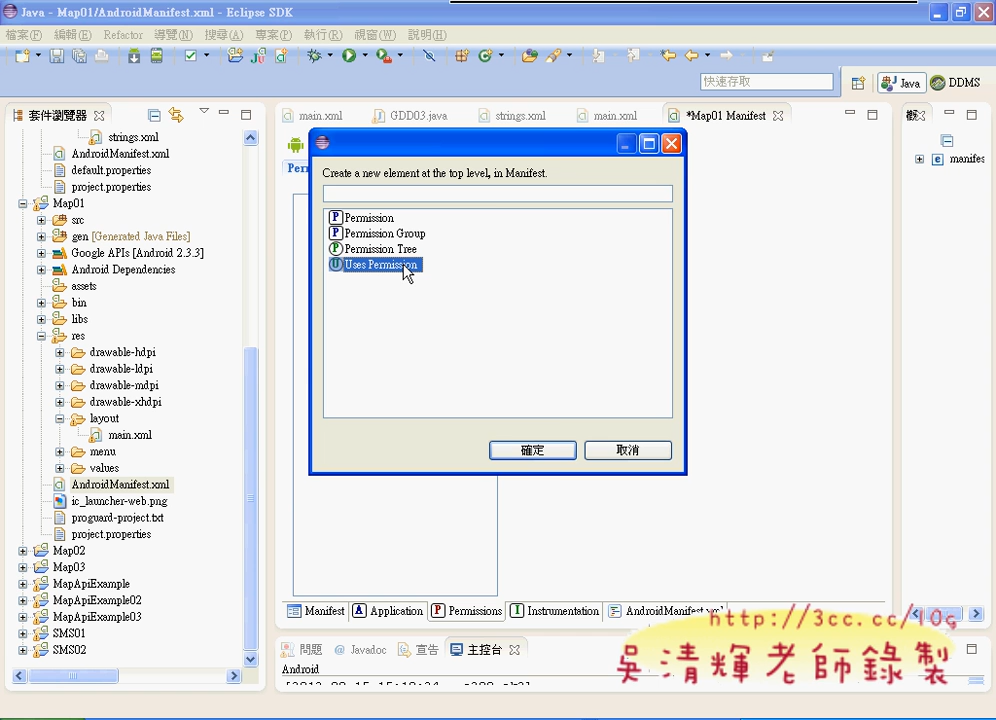 Java - Map01/AndroidManifest.xml - Eclipse SDK
檔案(F) 編輯(E) Refactor 導覽(N) 搜尋(A) 專案(P) 執行(R) 視窗(W) 說明(H)
快速存取
Java
DDMS
套件瀏覽器
main.xml
GDD03.java
strings.xml
main.xml
*Map01 Manifest
strings.xml
AndroidManifest.xml
default.properties
project.properties
Map01
src
gen [Generated Java Files]
Google APIs [Android 2.3.3]
Android Dependencies
assets
bin
libs
res
drawable-hdpi
drawable-ldpi
drawable-mdpi
drawable-xhdpi
layout
main.xml
menu
values
AndroidManifest.xml
ic_launcher-web.png
proguard-project.txt
project.properties
Map02
Map03
MapApiExample
MapApiExample02
MapApiExample03
SMS01
SMS02
Perm
Create a new element at the top level, in Manifest.
Permission
Permission Group
Permission Tree
Uses Permission
確定
取消
manifes
Manifest
Application
Permissions
Instrumentation
AndroidManifest.xml
問題
@ Javadoc
宣告
主控台
Android
http://3cc.cc/10g
吳清輝老師錄製